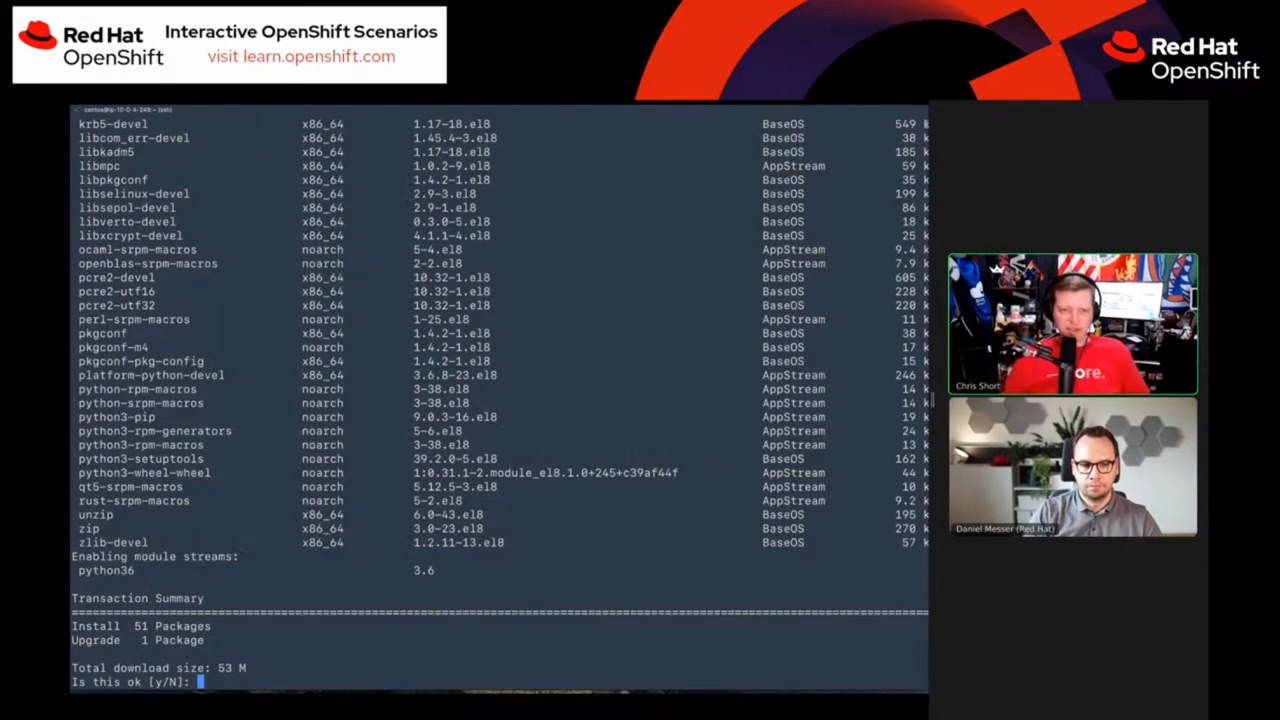 Red Hat
OpenShift
Interactive OpenShift Scenarios
visit learn.openshift.com
Red Hat
OpenShift
centos@ip-10-0-4-249:~ (ssh)
krb5-devel x86_64 1.17-18.el8 BaseOS 549 k
libcom_err-devel x86_64 1.45.4-3.el8 BaseOS 38 k
libkadm5 x86_64 1.17-18.el8 BaseOS 185 k
libmpc x86_64 1.0.2-9.el8 AppStream 59 k
libpkgconf x86_64 1.4.2-1.el8 BaseOS 35 k
libselinux-devel x86_64 2.9-3.el8 BaseOS 199 k
libsepol-devel x86_64 2.9-1.el8 BaseOS 86 k
libverto-devel x86_64 0.3.0-5.el8 BaseOS 18 k
libxcrypt-devel x86_64 4.1.1-4.el8 BaseOS 25 k
ocaml-srpm-macros noarch 5-4.el8 AppStream 9.4 k
openblas-srpm-macros noarch 2-2.el8 AppStream 7.9 k
pcre2-devel x86_64 10.32-1.el8 BaseOS 605 k
pcre2-utf16 x86_64 10.32-1.el8 BaseOS 228 k
pcre2-utf32 x86_64 10.32-1.el8 BaseOS 220 k
perl-srpm-macros noarch 1-25.el8 BaseOS 11 k
pkgconf x86_64 1.4.2-1.el8 BaseOS 38 k
pkgconf-m4 noarch 1.4.2-1.el8 BaseOS 17 k
pkgconf-pkg-config x86_64 1.4.2-1.el8 BaseOS 15 k
platform-python-devel x86_64 3.6.8-23.el8 AppStream 246 k
python-rpm-macros noarch 3-38.el8 AppStream 14 k
python-srpm-macros noarch 3-38.el8 AppStream 14 k
python3-pip noarch 9.0.3-16.el8 AppStream 19 k
python3-rpm-generators noarch 5-6.el8 AppStream 24 k
python3-rpm-macros noarch 3-38.el8 AppStream 13 k
python3-setuptools noarch 39.2.0-5.el8 BaseOS 162 k
python3-wheel-wheel noarch 1:0.31.1-2.module_el8.1.0+245+c39af44f AppStream 44 k
qt5-srpm-macros noarch 5.12.5-3.el8 AppStream 10 k
rust-srpm-macros noarch 5-2.el8 AppStream 9.2 k
unzip x86_64 6.0-43.el8 BaseOS 195 k
zip x86_64 3.0-23.el8 BaseOS 270 k
zlib-devel x86_64 1.2.11-13.el8 BaseOS 57 k
Enabling module streams:
python36 3.6
Transaction Summary
Install 51 Packages
Upgrade 1 Package
Total download size: 53 M
Is this ok [y/N]:
ore.
Chris Short
Daniel Messer (Red Hat)